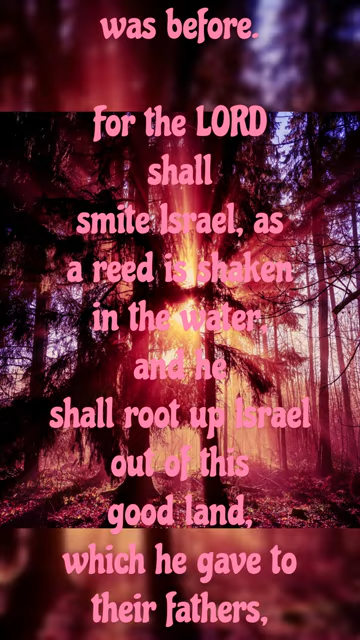 was before.
For the LORD
shall
smite Israel, as
a reed is shaken
in the water,
and he
shall root up Israel
out of this
good land,
which he gave to
their fathers,